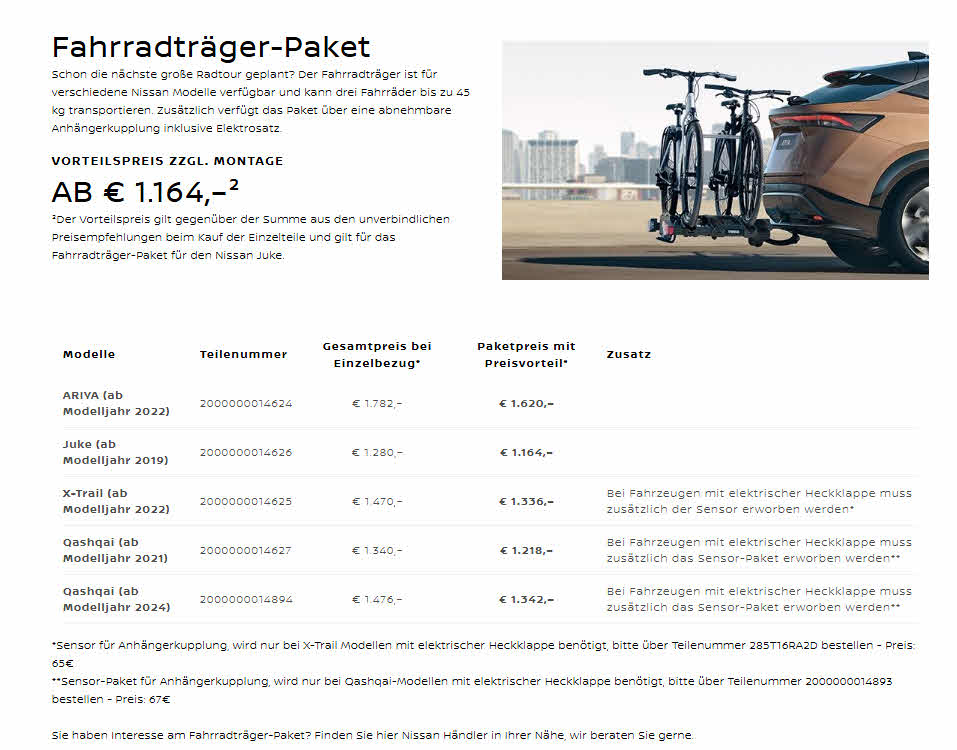 Fahrradträger-Paket
Schon die nächste große Radtour geplant? Der Fahrradträger ist für
verschiedene Nissan Modelle verfügbar und kann drei Fahrräder bis zu 45
kg transportieren. Zusätzlich verfügt das Paket über eine abnehmbare
Anhängerkupplung inklusive Elektrosatz.
VORTEILSPREIS ZZGL. MONTAGE
AB € 1.164,–²
²Der Vorteilspreis gilt gegenüber der Summe aus den unverbindlichen
Preisempfehlungen beim Kauf der Einzelteile und gilt für das
Fahrradträger-Paket für den Nissan Juke.
Modelle Teilenummer Gesamtpreis bei Einzelbezug* Paketpreis mit Preisvorteil* Zusatz
ARIYA (ab
Modelljahr 2022) 2000000014624 € 1.782,– € 1.620,–
Juke (ab
Modelljahr 2019) 2000000014626 € 1.280,– € 1.164,–
X-Trail (ab
Modelljahr 2022) 2000000014625 € 1.470,– € 1.336,– Bei Fahrzeugen mit elektrischer Heckklappe muss
zusätzlich der Sensor erworben werden*
Qashqai (ab
Modelljahr 2021) 2000000014627 € 1.340,– € 1.218,– Bei Fahrzeugen mit elektrischer Heckklappe muss
zusätzlich das Sensor-Paket erworben werden**
Qashqai (ab
Modelljahr 2024) 2000000014894 € 1.476,– € 1.342,– Bei Fahrzeugen mit elektrischer Heckklappe muss
zusätzlich das Sensor-Paket erworben werden**
*Sensor für Anhängerkupplung, wird nur bei X-Trail Modellen mit elektrischer Heckklappe benötigt, bitte über Teilenummer 285T16RA2D bestellen - Preis:
65€
**Sensor-Paket für Anhängerkupplung, wird nur bei Qashqai-Modellen mit elektrischer Heckklappe benötigt, bitte über Teilenummer 2000000014893
bestellen - Preis: 67€
Sie haben Interesse am Fahrradträger-Paket? Finden Sie hier Nissan Händler in Ihrer Nähe, wir beraten Sie gerne.